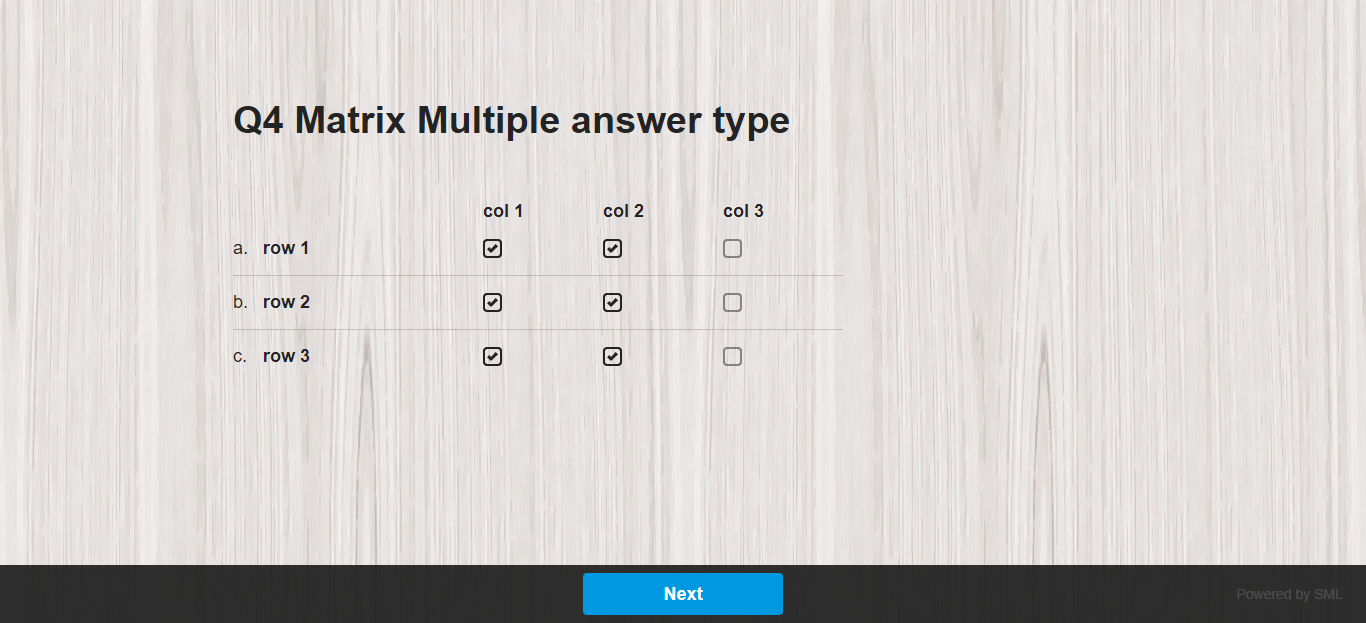 Q4 Matrix Multiple answer type
col 1 col 2 col 3
a. row 1
b. row 2
c. row 3
Next
Powered by SML